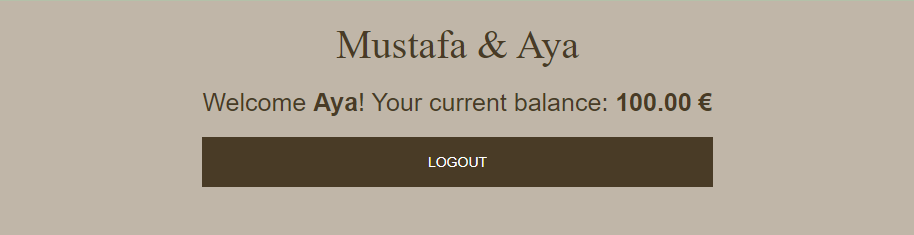 Mustafa & Aya
Welcome Aya! Your current balance: 100.00 €
LOGOUT